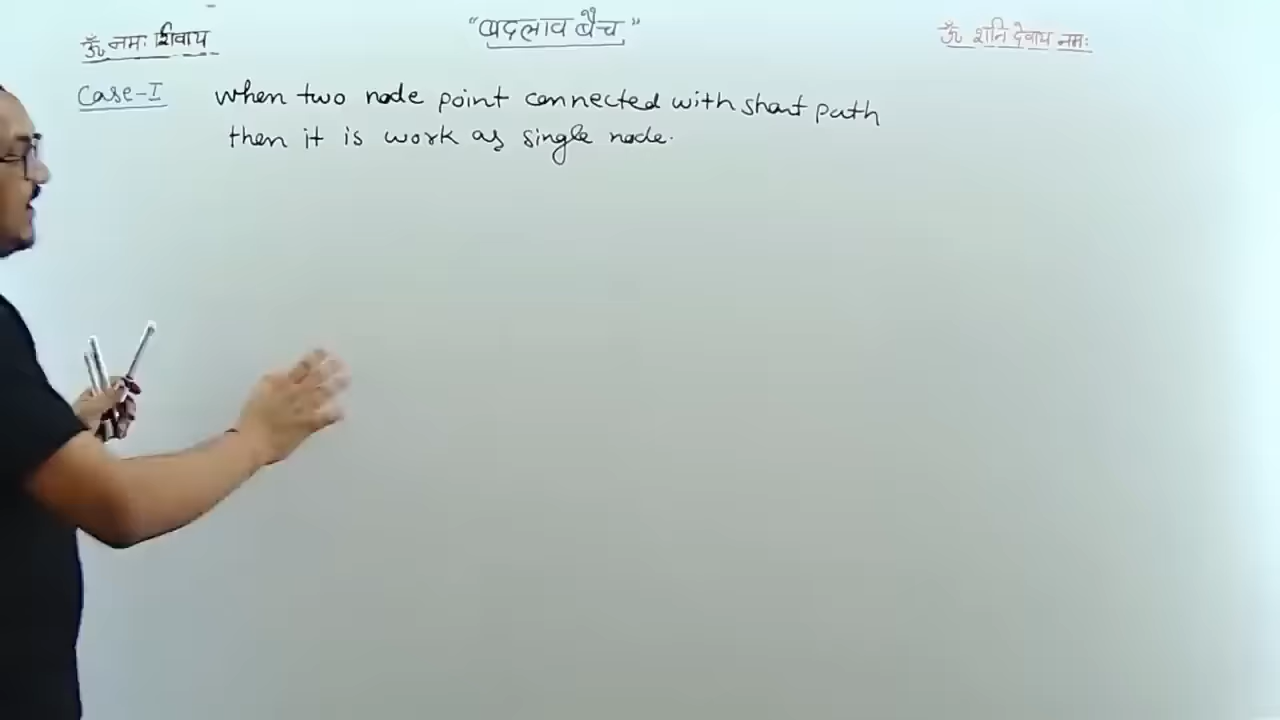 ॐ नमः शिवाय
"बदलाव बैच"
ॐ शनि देवाय नमः
Case-I when two node point connected with short path
then it is work as single node.